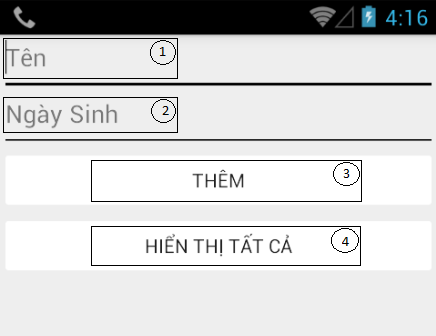 4:16
Tên 1
Ngày Sinh 2
THÊM 3
HIỂN THỊ TẤT CẢ 4